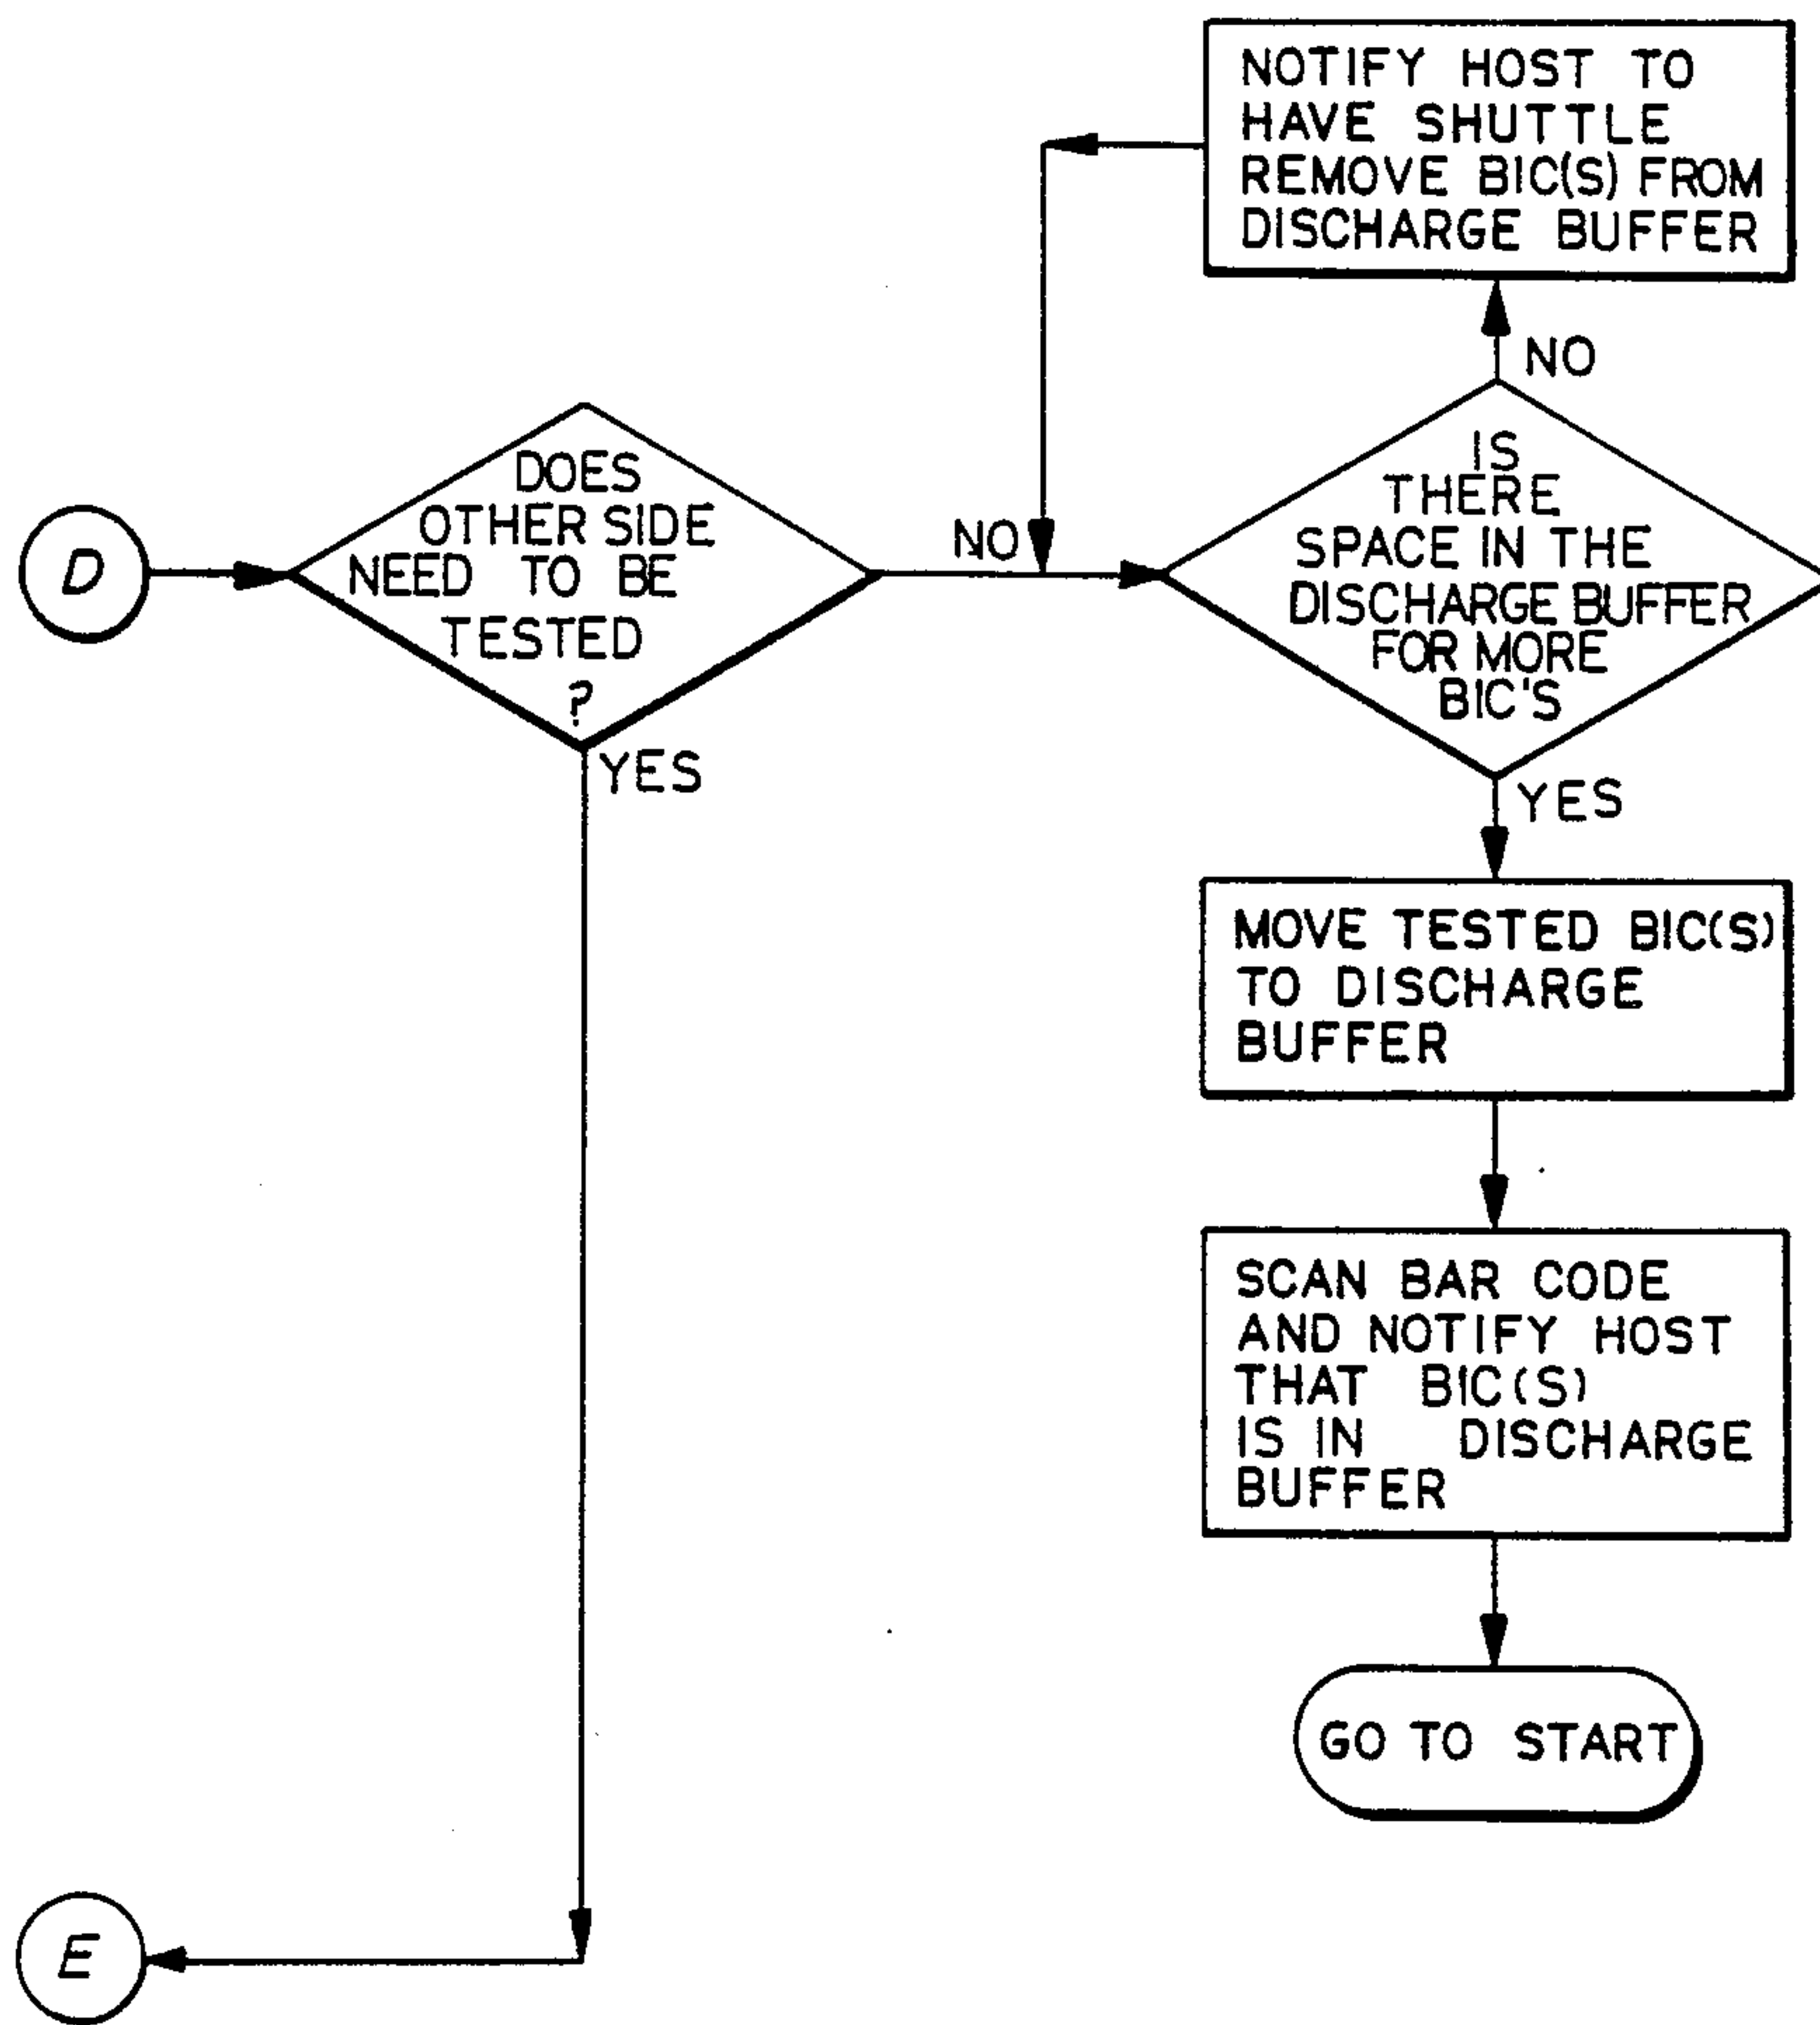 NOTIFY HOST TO
HAVE SHUTTLE
REMOVE BIC(S) FROM
DISCHARGE BUFFER
NO
D
DOES
OTHER SIDE
NEED TO BE
TESTED
?
NO
YES
IS
THERE
SPACE IN THE
DISCHARGE BUFFER
FOR MORE
BIC'S
YES
MOVE TESTED BIC(S)
TO DISCHARGE
BUFFER
SCAN BAR CODE
AND NOTIFY HOST
THAT BIC(S)
IS IN DISCHARGE
BUFFER
GO TO START
E